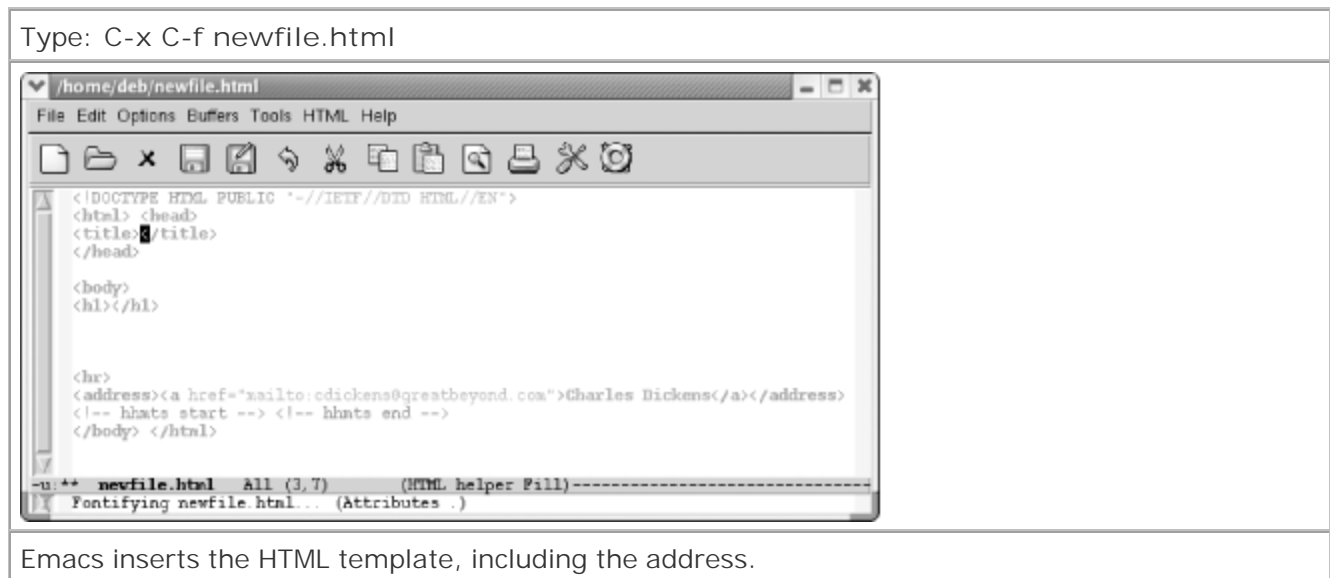 Type: C-x C-f newfile.html
/home/deb/newfile.html
File Edit Options Buffers Tools HTML Help
<!DOCTYPE HTML PUBLIC "-//IETF//DTD HTML//EN">
<html> <head>
<title></title>
</head>
<body>
<h1></h1>
<hr>
<address><a href="mailto:cdickens@greatbeyond.com">Charles Dickens</a></address>
<!-- hhmts start --> <!-- hhmts end -->
</body> </html>
-u:** newfile.html All (3,7) (HTML helper Fill)------------------------------
Fontifying newfile.html... (Attributes .)
Emacs inserts the HTML template, including the address.